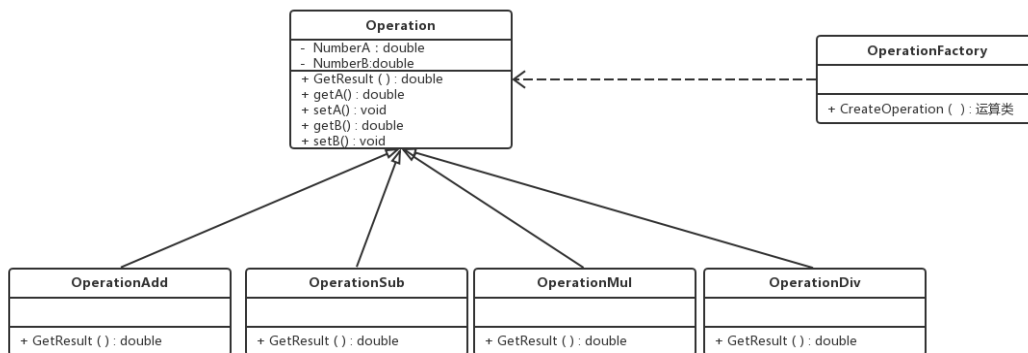 Operation
- NumberA : double
- NumberB:double
+ GetResult ( ) : double
+ getA() : double
+ setA() : void
+ getB() : double
+ setB() : void
OperationFactory
+ CreateOperation ( ) : 运算类
OperationAdd
+ GetResult ( ) : double
OperationSub
+ GetResult ( ) : double
OperationMul
+ GetResult ( ) : double
OperationDiv
+ GetResult ( ) : double